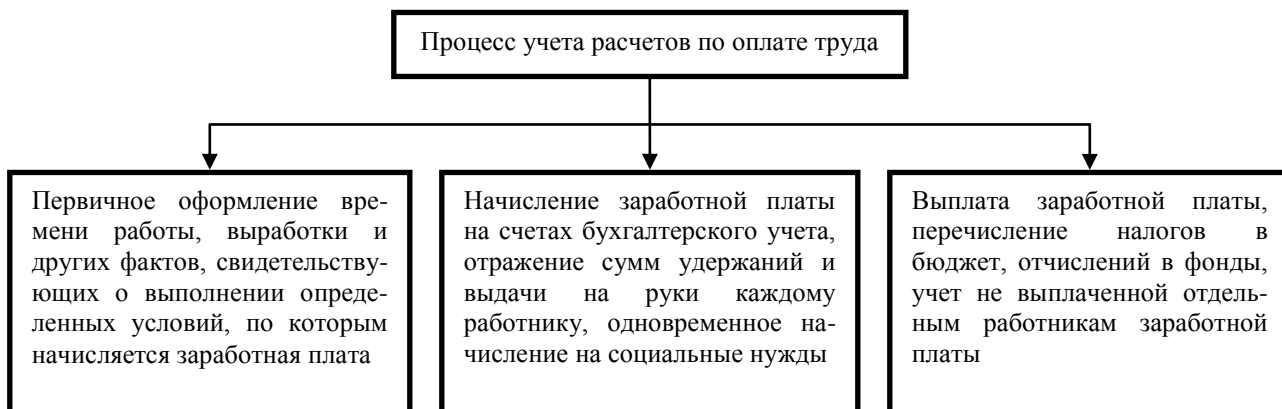 Процесс учета расчетов по оплате труда
Первичное оформление вре-
мени работы, выработки и
других фактов, свидетельству-
ющих о выполнении опреде-
ленных условий, по которым
начисляется заработная плата
Начисление заработной платы
на счетах бухгалтерского учета,
отражение сумм удержаний и
выдачи на руки каждому
работнику, одновременное на-
числение на социальные нужды
Выплата заработной платы,
перечисление налогов в
бюджет, отчислений в фонды,
учет не выплаченной отдель-
ным работникам заработной
платы